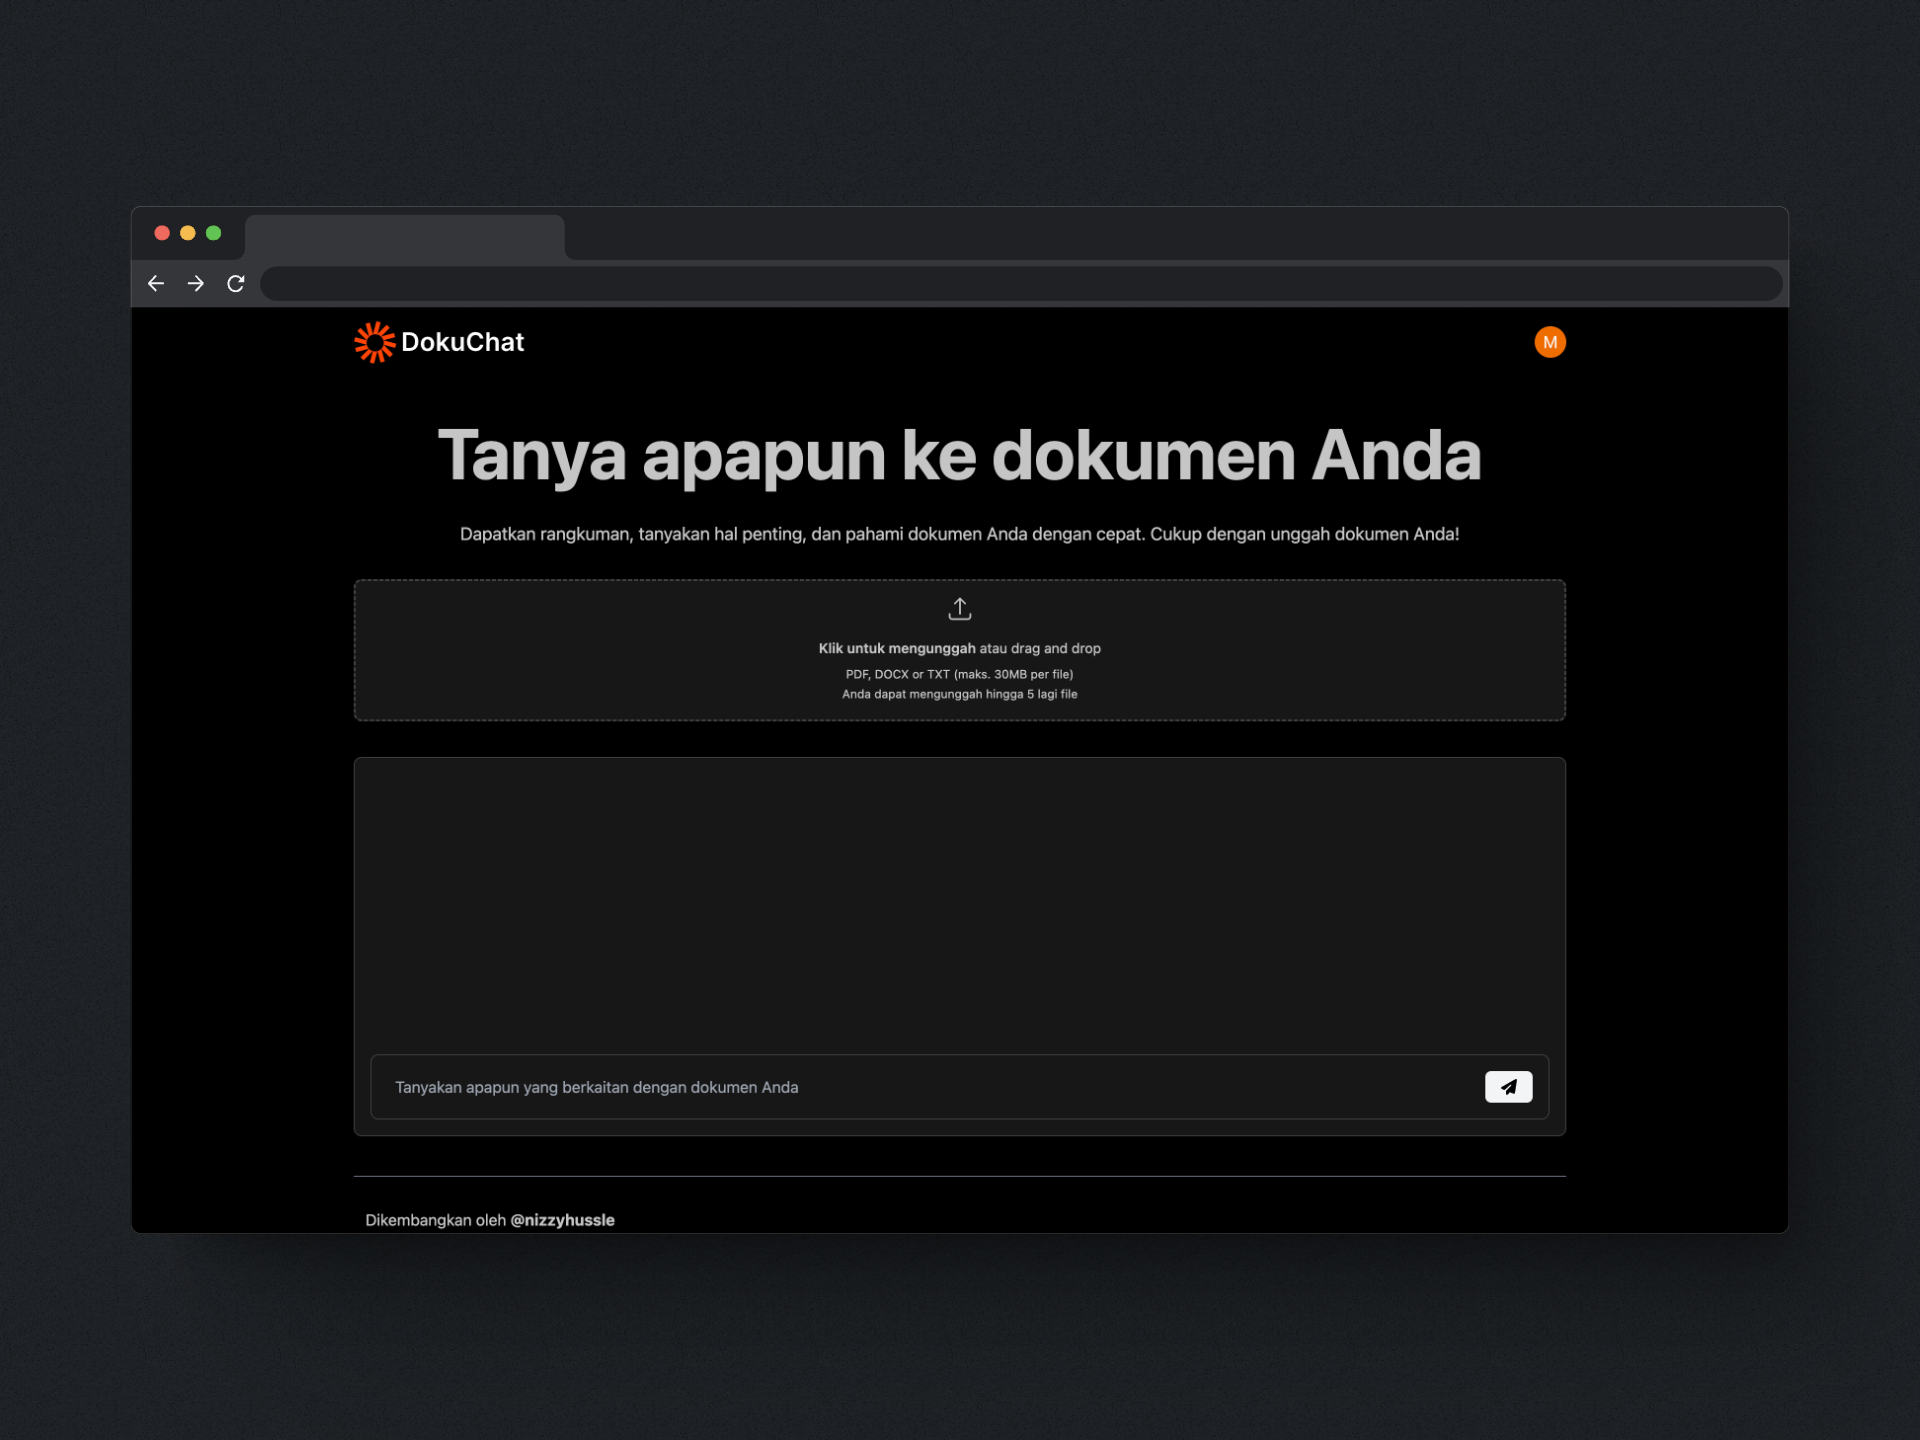 DokuChat
M
Tanya apapun ke dokumen Anda
Dapatkan rangkuman, tanyakan hal penting, dan pahami dokumen Anda dengan cepat. Cukup dengan unggah dokumen Anda!
Klik untuk mengunggah atau drag and drop
PDF, DOCX or TXT (maks. 30MB per file)
Anda dapat mengunggah hingga 5 lagi file
Tanyakan apapun yang berkaitan dengan dokumen Anda
Dikembangkan oleh @nizzyhussle